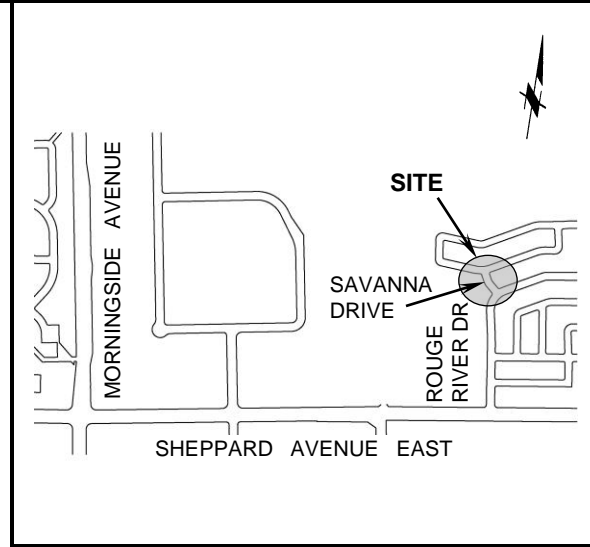 SITE
MORNINGSIDE AVENUE
SAVANNA
DRIVE
ROUGE
RIVER DR
SHEPPARD AVENUE EAST